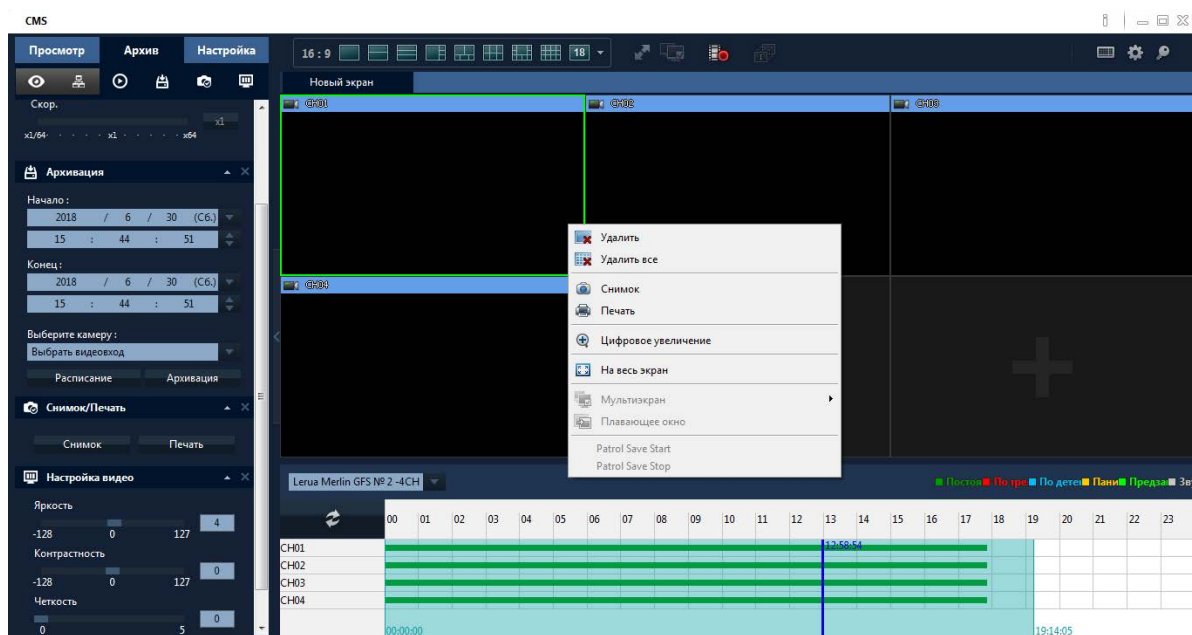 CMS
Просмотр Архив Настройка
16 : 9 18
Новый экран
Скор.
x1
x1/64 x1 x64
CH01 CH02 CH03
Архивация
Начало :
2018 / 6 / 30 (Сб.)
15 : 44 : 51
Конец :
2018 / 6 / 30 (Сб.)
15 : 44 : 51
Выберите камеру :
Выбрать видеовход
Расписание Архивация
CH04
Удалить
Удалить все
Снимок
Печать
Цифровое увеличение
На весь экран
Мультиэкран
Плавающее окно
Patrol Save Start
Patrol Save Stop
Снимок/Печать
Снимок Печать
Настройка видео
Яркость
4
-128 0 127
Контрастность
0
-128 0 127
Четкость
0
0 5
Lerua Merlin GFS № 2 -4CH
Постоя По тре По детек Пани Предза Зву
00 01 02 03 04 05 06 07 08 09 10 11 12 13 14 15 16 17 18 19 20 21 22 23
12:58:54
CH01
CH02
CH03
CH04
00:00:00 19:14:05